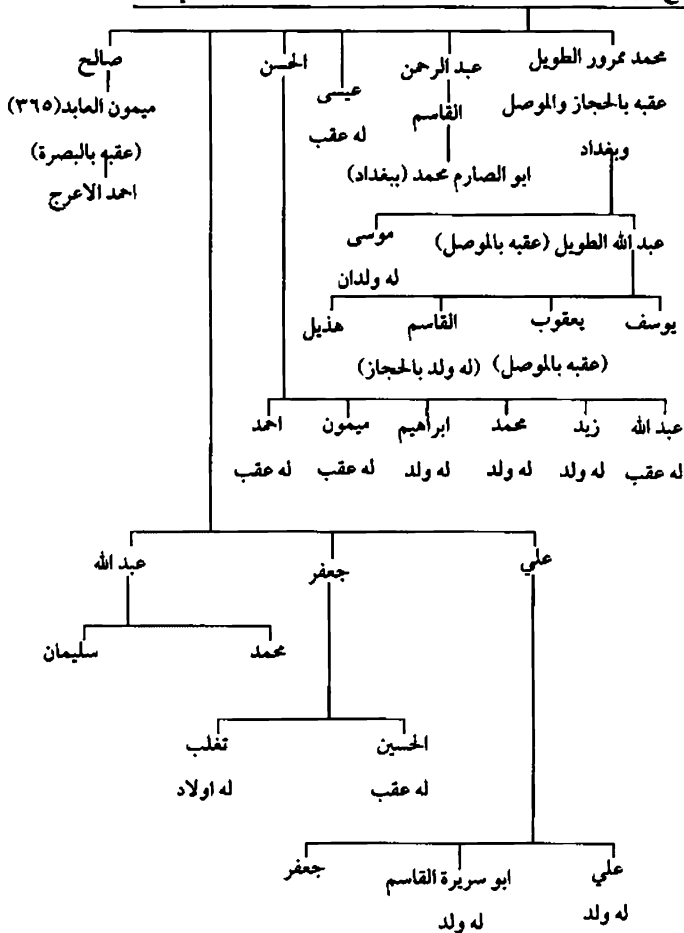 محمد ممرور الطويل عبد الرحمن الحسن صالح
عيسى
عقبه بالحجاز والموصل القاسم ميمون العابد (٣٦٥)
له عقب
وبغداد ابو الصارم محمد (ببغداد) (عقبه بالبصرة)
احمد الاعرج
عبد الله الطويل (عقبه بالموصل) موسى
له ولدان
يوسف يعقوب القاسم هذيل
(عقبه بالموصل) (له ولد بالحجاز)
عبد الله زيد محمد ابراهيم ميمون احمد
له عقب له ولد له ولد له ولد له عقب له عقب
علي جعفر عبد الله
محمد سليمان
الحسين تغلب
له عقب له اولاد
علي ابو سريرة القاسم جعفر
له ولد له ولد